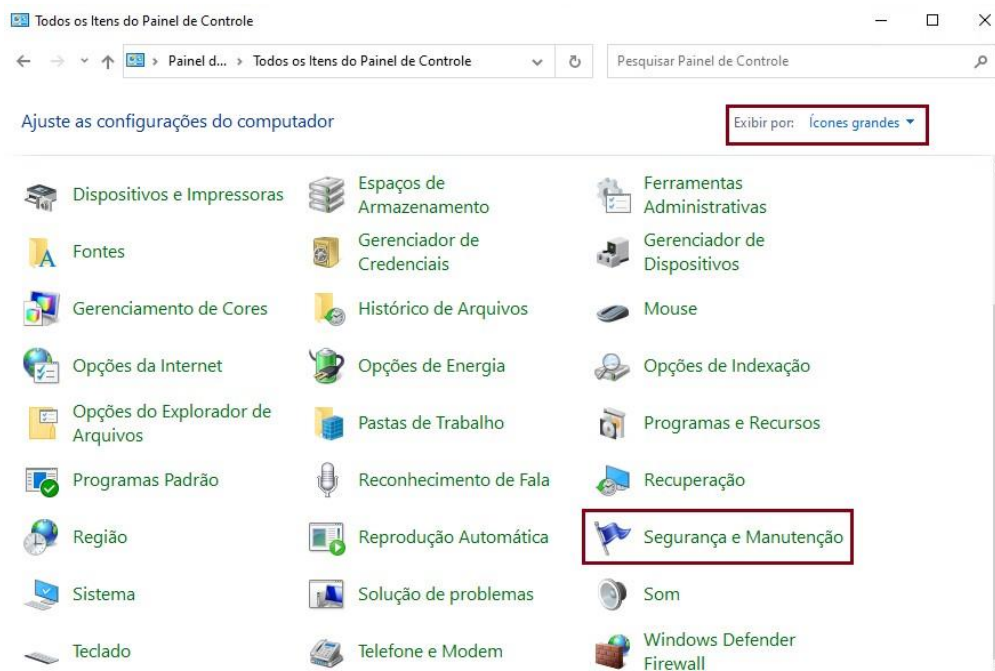 Todos os Itens do Painel de Controle
Painel d... > Todos os Itens do Painel de Controle
Pesquisar Painel de Controle
Ajuste as configurações do computador
Exibir por: Ícones grandes
Dispositivos e Impressoras
Espaços de
Armazenamento
Ferramentas
Administrativas
Fontes
Gerenciador de
Credenciais
Gerenciador de
Dispositivos
Gerenciamento de Cores
Histórico de Arquivos
Mouse
Opções da Internet
Opções de Energia
Opções de Indexação
Opções do Explorador de
Arquivos
Pastas de Trabalho
Programas e Recursos
Programas Padrão
Reconhecimento de Fala
Recuperação
Região
Reprodução Automática
Segurança e Manutenção
Sistema
Solução de problemas
Som
Teclado
Telefone e Modem
Windows Defender
Firewall